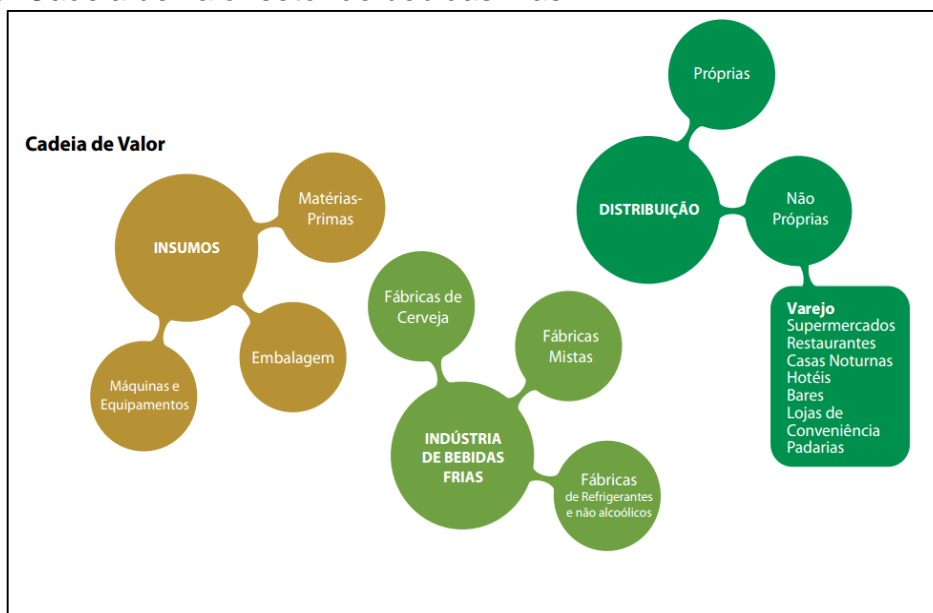 Cadeia de Valor
INSUMOS
Matérias-
Primas
Embalagem
Máquinas e
Equipamentos
Fábricas de
Cerveja
Fábricas
Mistas
INDÚSTRIA
DE BEBIDAS
FRIAS
Fábricas
de Refrigerantes
e não alcoólicos
Próprias
DISTRIBUIÇÃO
Não
Próprias
Varejo
Supermercados
Restaurantes
Casas Noturnas
Hotéis
Bares
Lojas de
Conveniência
Padarias